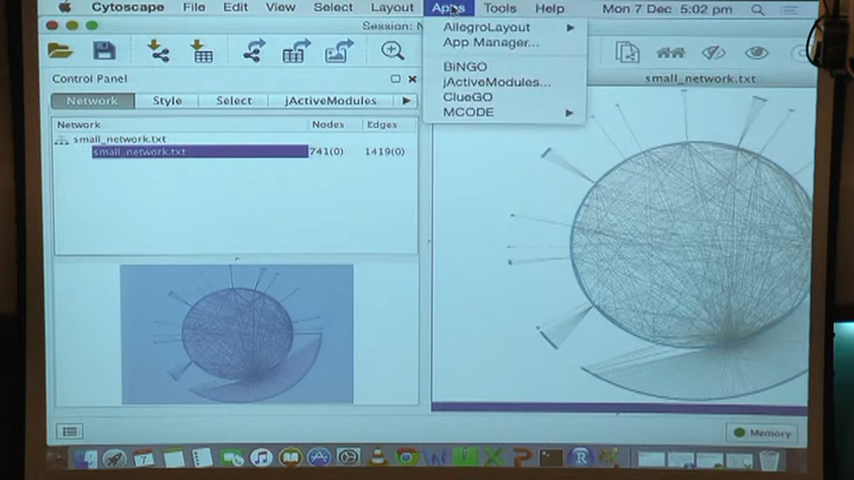 Cytoscape File Edit View Select Layout Apps Tools Help Mon 7 Dec 5:02 pm
Session: N
AllegroLayout
App Manager...
BiNGO
jActiveModules...
ClueGO
MCODE
Control Panel
small_network.txt
Network Style Select jActiveModules
Network Nodes Edges
small_network.txt
small_network.txt 741(0) 1419(0)
Memory